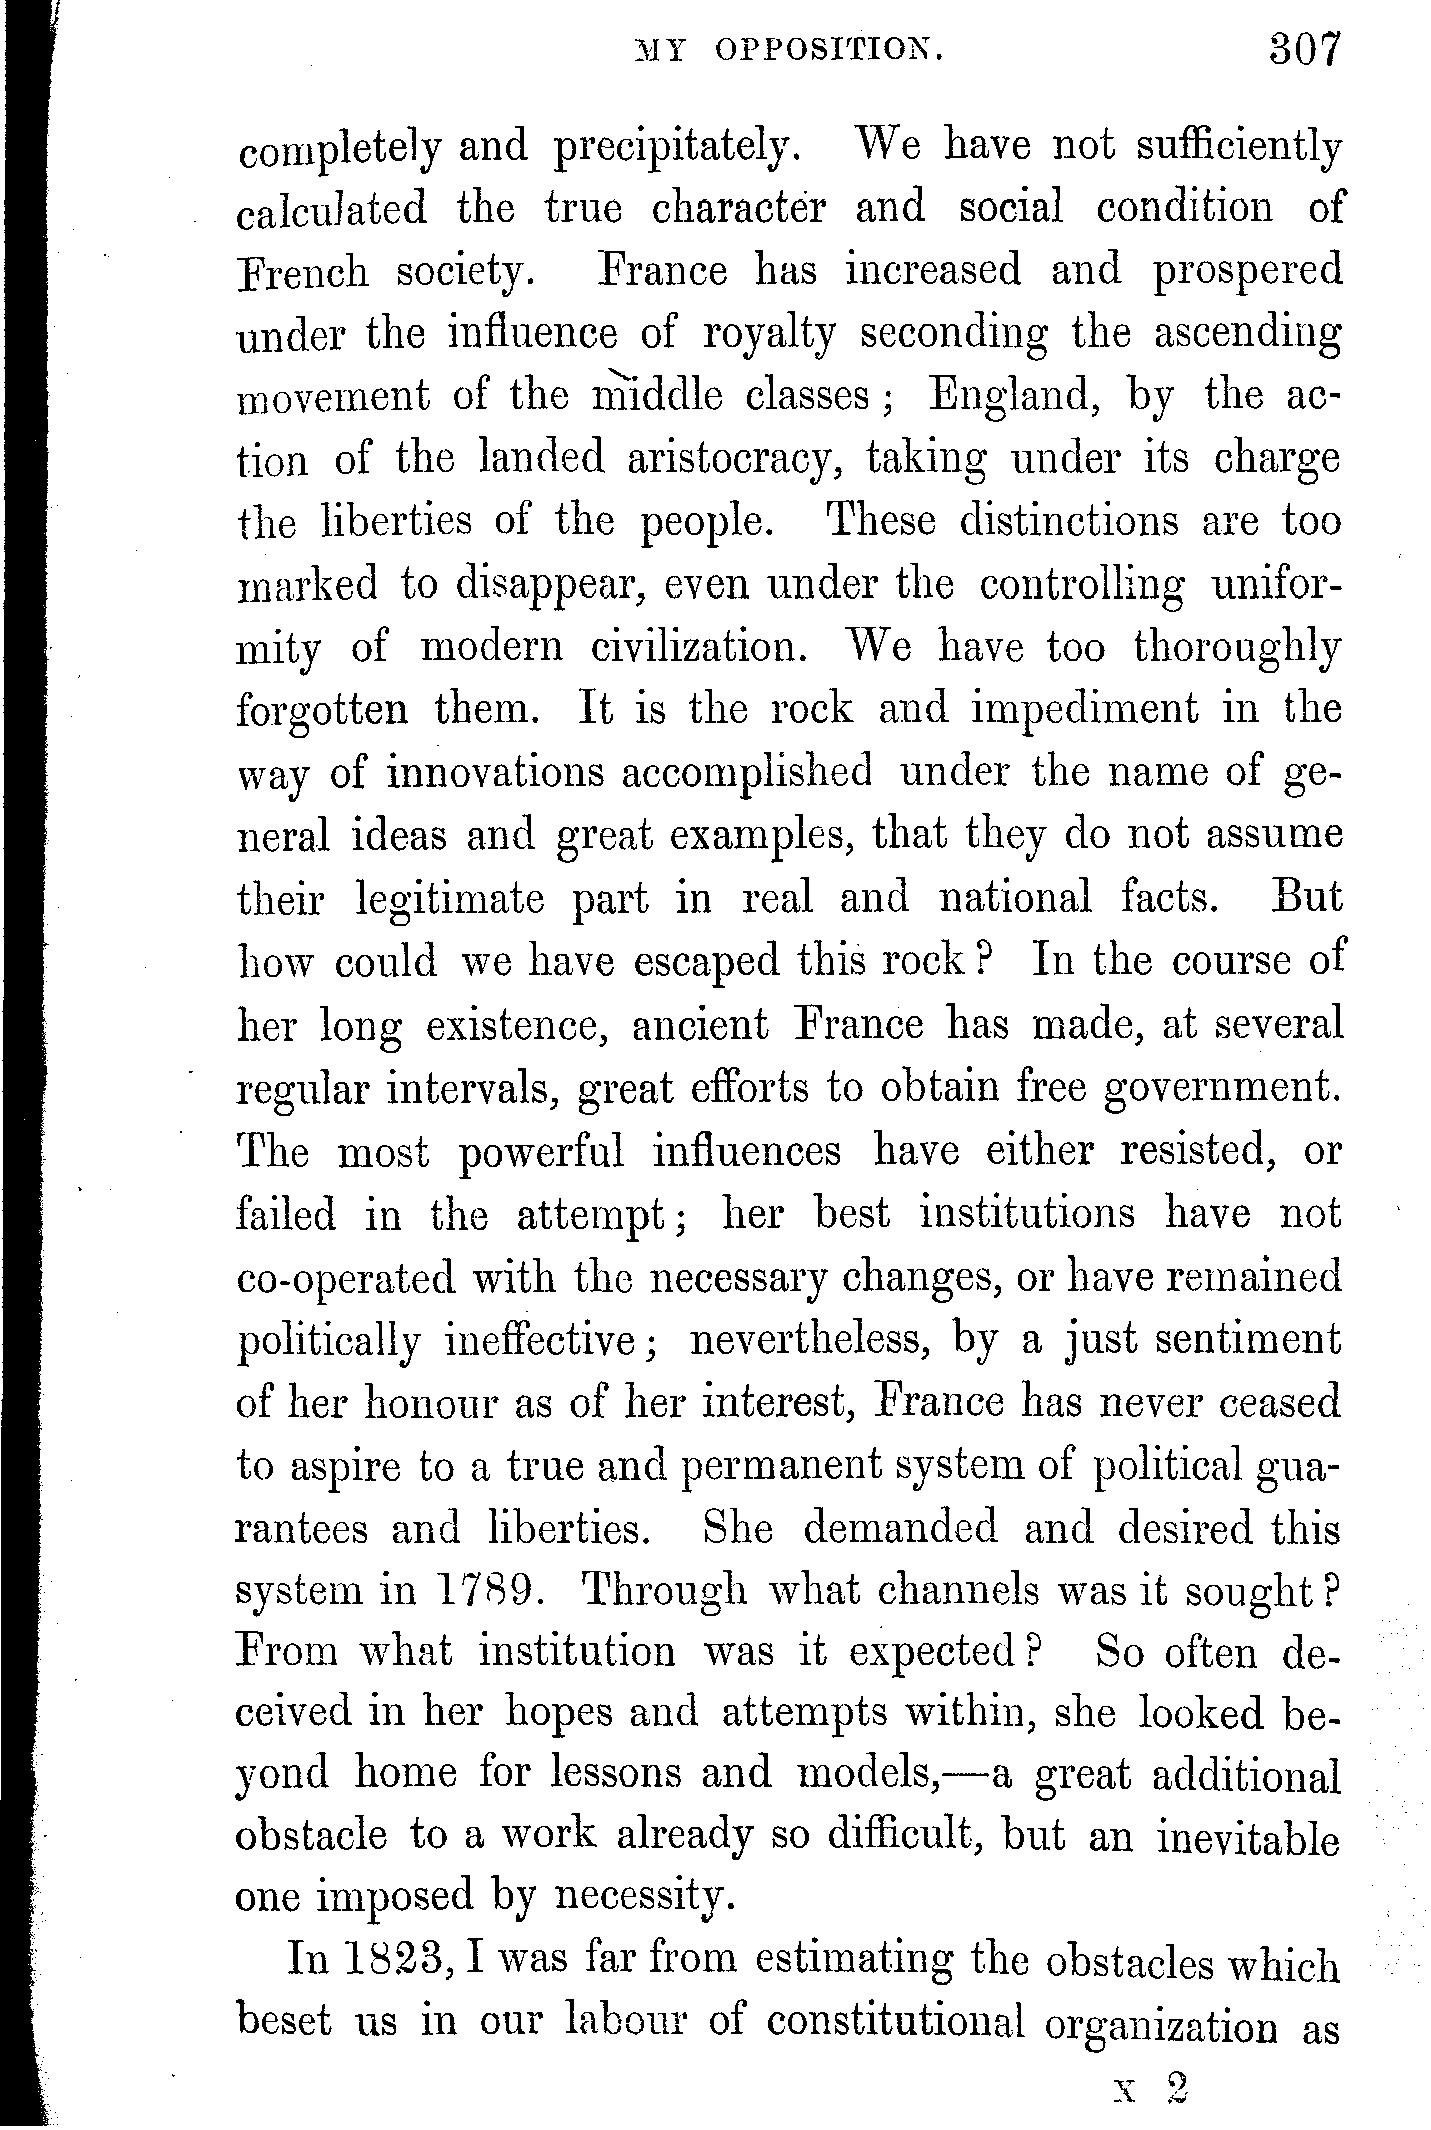 MY OPPOSITION. 307
completely and precipitately. We have not sufficiently
calculated the true character and social condition of
French society. France has increased and prospered
under the influence of royalty seconding the ascending
movement of the middle classes ; England, by the ac-
tion of the landed aristocracy, taking under its charge
the liberties of the people. These distinctions are too
marked to disappear, even under the controlling unifor-
mity of modern civilization. We have too thoroughly
forgotten them. It is the rock and impediment in the
way of innovations accomplished under the name of ge-
neral ideas and great examples, that they do not assume
their legitimate part in real and national facts. But
how could we have escaped this rock ? In the course of
her long existence, ancient France has made, at several
regular intervals, great efforts to obtain free government.
The most powerful influences have either resisted, or
failed in the attempt ; her best institutions have not
co-operated with the necessary changes, or have remained
politically ineffective ; nevertheless, by a just sentiment
of her honour as of her interest, France has never ceased
to aspire to a true and permanent system of political gua-
rantees and liberties. She demanded and desired this
system in 1789. Through what channels was it sought ?
From what institution was it expected ? So often de-
ceived in her hopes and attempts within, she looked be-
yond home for lessons and models,—a great additional
obstacle to a work already so difficult, but an inevitable
one imposed by necessity.
In 1823, I was far from estimating the obstacles which
beset us in our labour of constitutional organization as
X 2